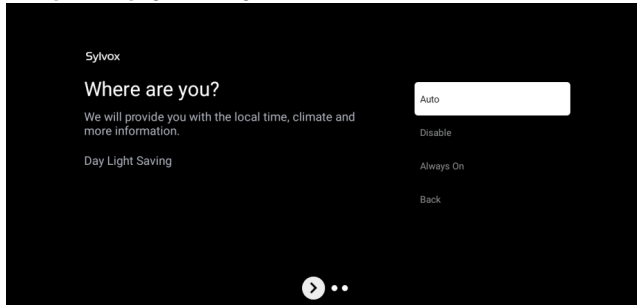 Sylvox
Where are you?
We will provide you with the local time, climate and
more information.
Day Light Saving
Auto
Disable
Always On
Back